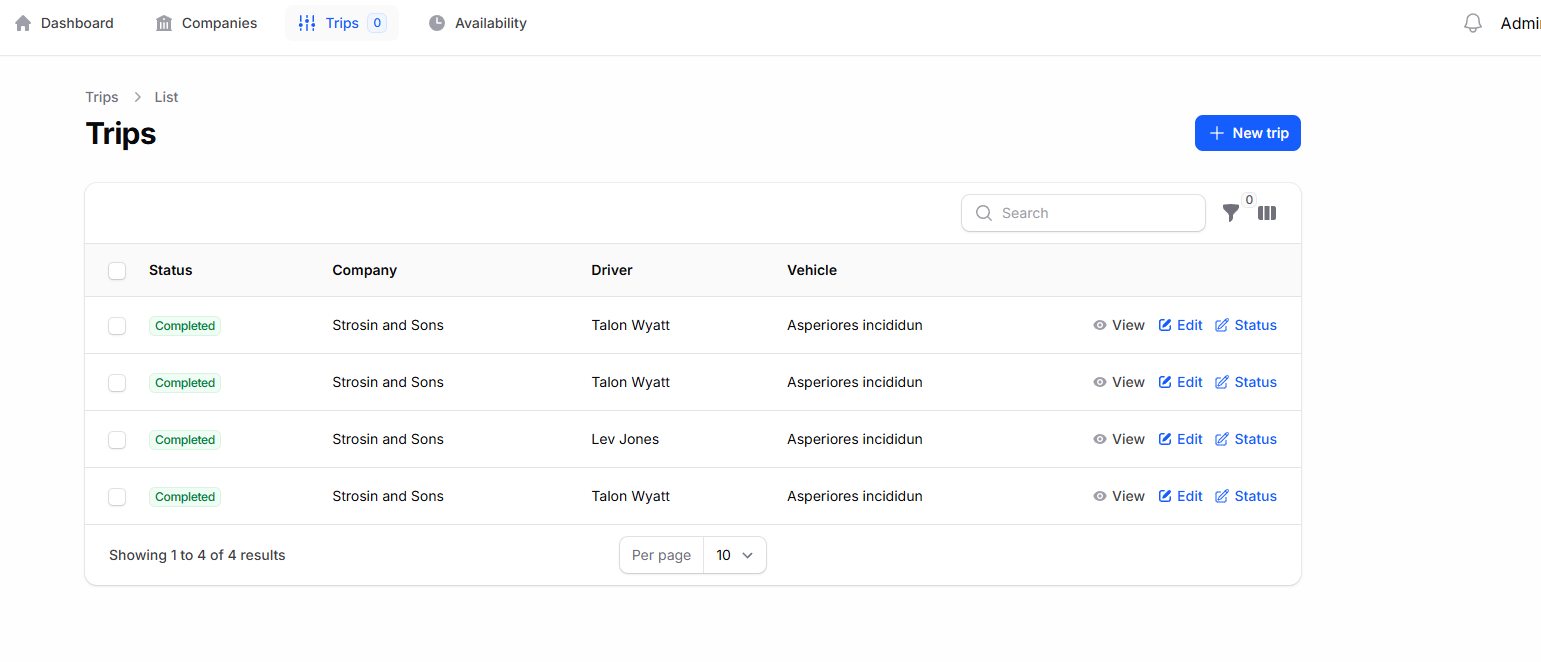 Dashboard Companies Trips 0 Availability Admi
Trips > List
Trips
New trip
Search 0
Status Company Driver Vehicle
Completed Strosin and Sons Talon Wyatt Asperiores incididun View Edit Status
Completed Strosin and Sons Talon Wyatt Asperiores incididun View Edit Status
Completed Strosin and Sons Lev Jones Asperiores incididun View Edit Status
Completed Strosin and Sons Talon Wyatt Asperiores incididun View Edit Status
Showing 1 to 4 of 4 results Per page 10